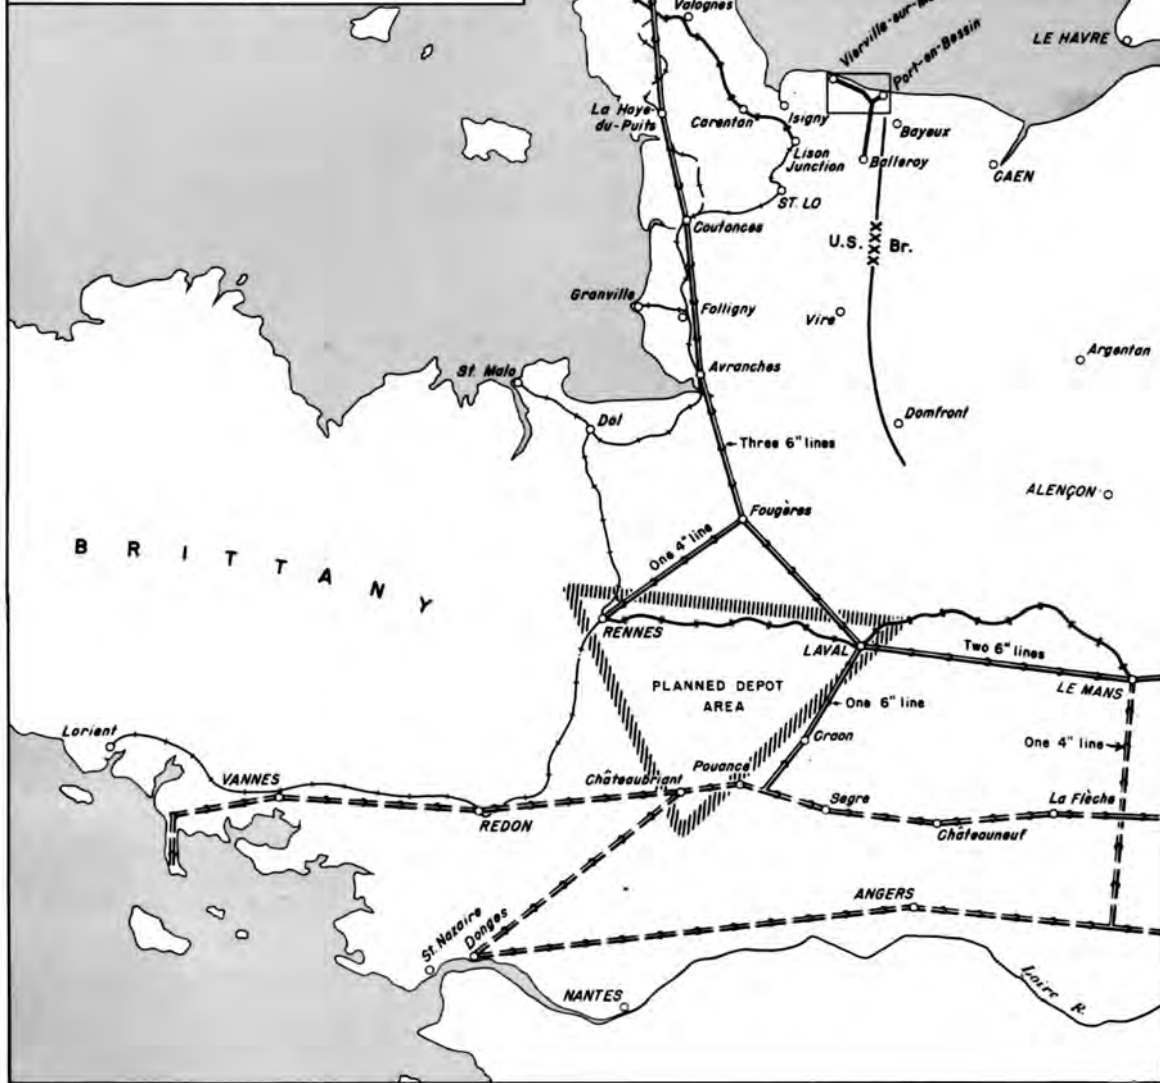 Valognes
Vierville-sur-M
Port-en-Bessin
LE HAVRE
La Haye-
du-Puits
Carentan
Isigny
Bayeux
Lison
Junction
Balleroy
CAEN
ST. LO
Coutances
U.S. XXX Br.
Granville
Folligny
Vire
Argentan
St. Malo
Avranches
Dol
Domfront
Three 6" lines
ALENÇON
Fougères
BRITTANY
One 4" line
RENNES
LAVAL
Two 6" lines
LE MANS
PLANNED DEPOT
AREA
One 6" line
Lorient
Craon
One 4" line
VANNES
Châteaubriant
Pouance
REDON
Segre
La Flèche
Châteauneuf
ANGERS
St. Nazaire
Donges
NANTES
Loire R.